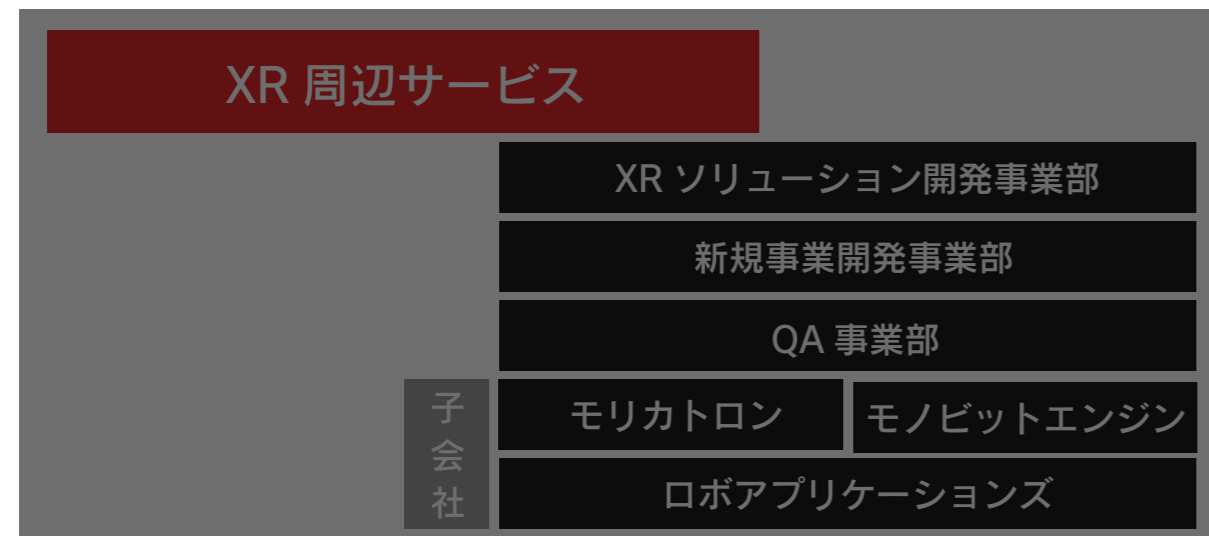 XR 周辺サービス
XR ソリューション開発事業部
新規事業開発事業部
QA 事業部
子会社
モリカトロン
モノビットエンジン
ロボアプリケーションズ